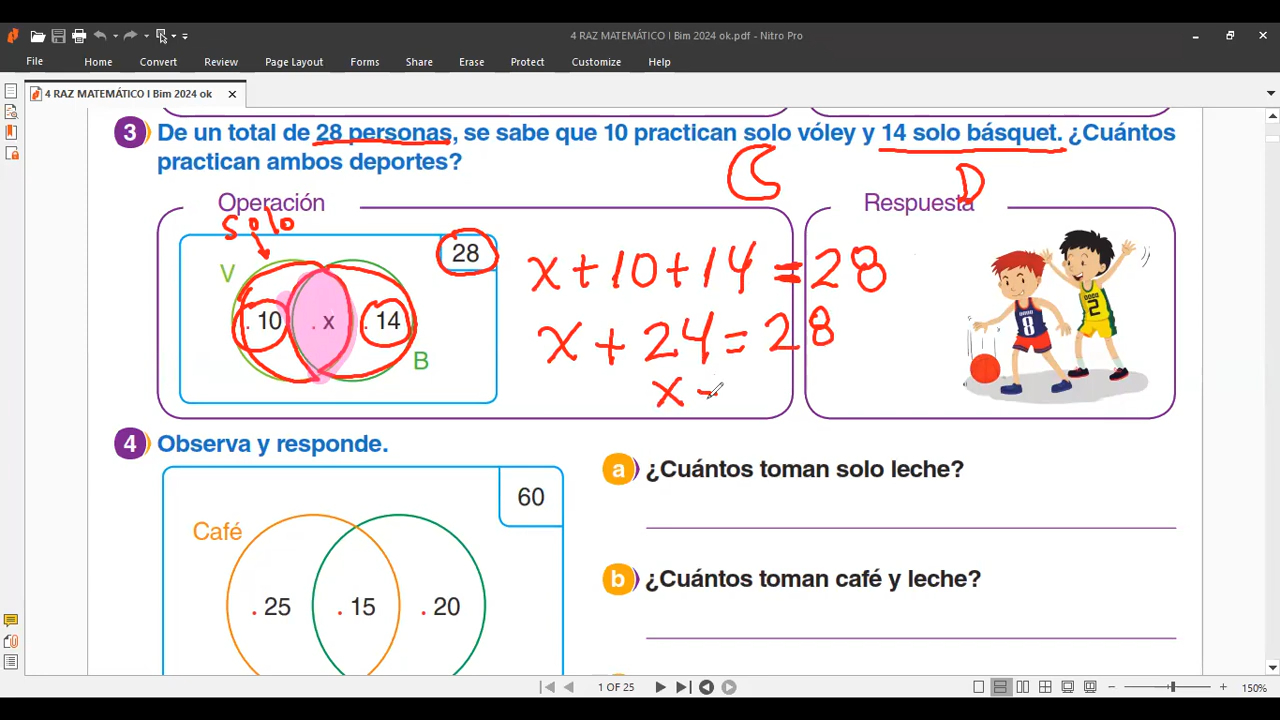 4 RAZ MATEMÁTICO I Bim 2024 ok.pdf - Nitro Pro
File Home Convert Review Page Layout Forms Share Erase Protect Customize Help
4 RAZ MATEMÁTICO I Bim 2024 ok
3 De un total de 28 personas, se sabe que 10 practican solo vóley y 14 solo básquet. ¿Cuántos
practican ambos deportes?
C D
Operación
solo
28
V
. 10 . x . 14
B
x + 10 + 14 = 28
x + 24 = 28
x -
Respuesta
8
2
4 Observa y responde.
60
Café
. 25 . 15 . 20
a ¿Cuántos toman solo leche?
b ¿Cuántos toman café y leche?
1 OF 25
150%